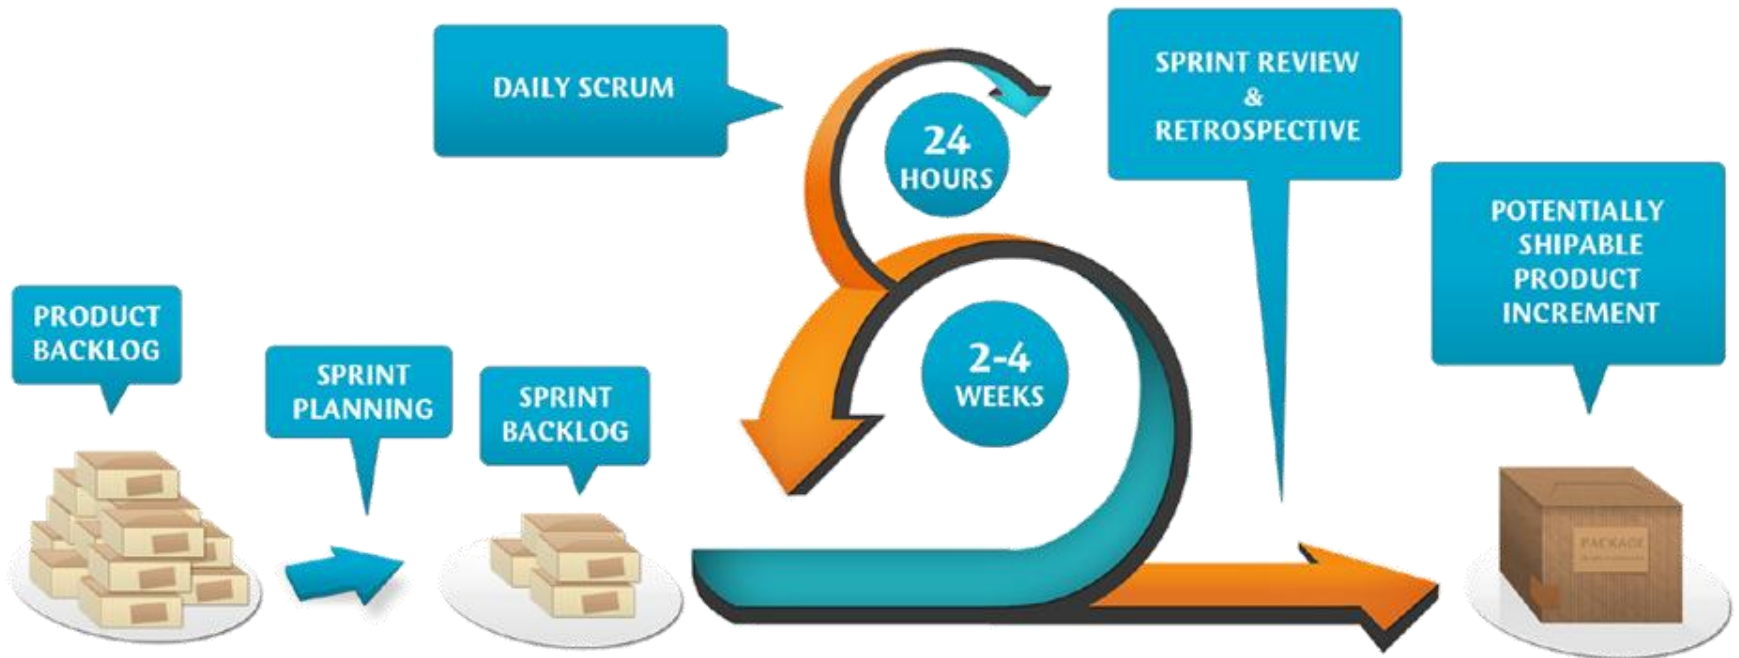 PRODUCT
BACKLOG
SPRINT
PLANNING
SPRINT
BACKLOG
DAILY SCRUM
24
HOURS
2-4
WEEKS
SPRINT REVIEW
&
RETROSPECTIVE
POTENTIALLY
SHIPABLE
PRODUCT
INCREMENT
PACKAGE